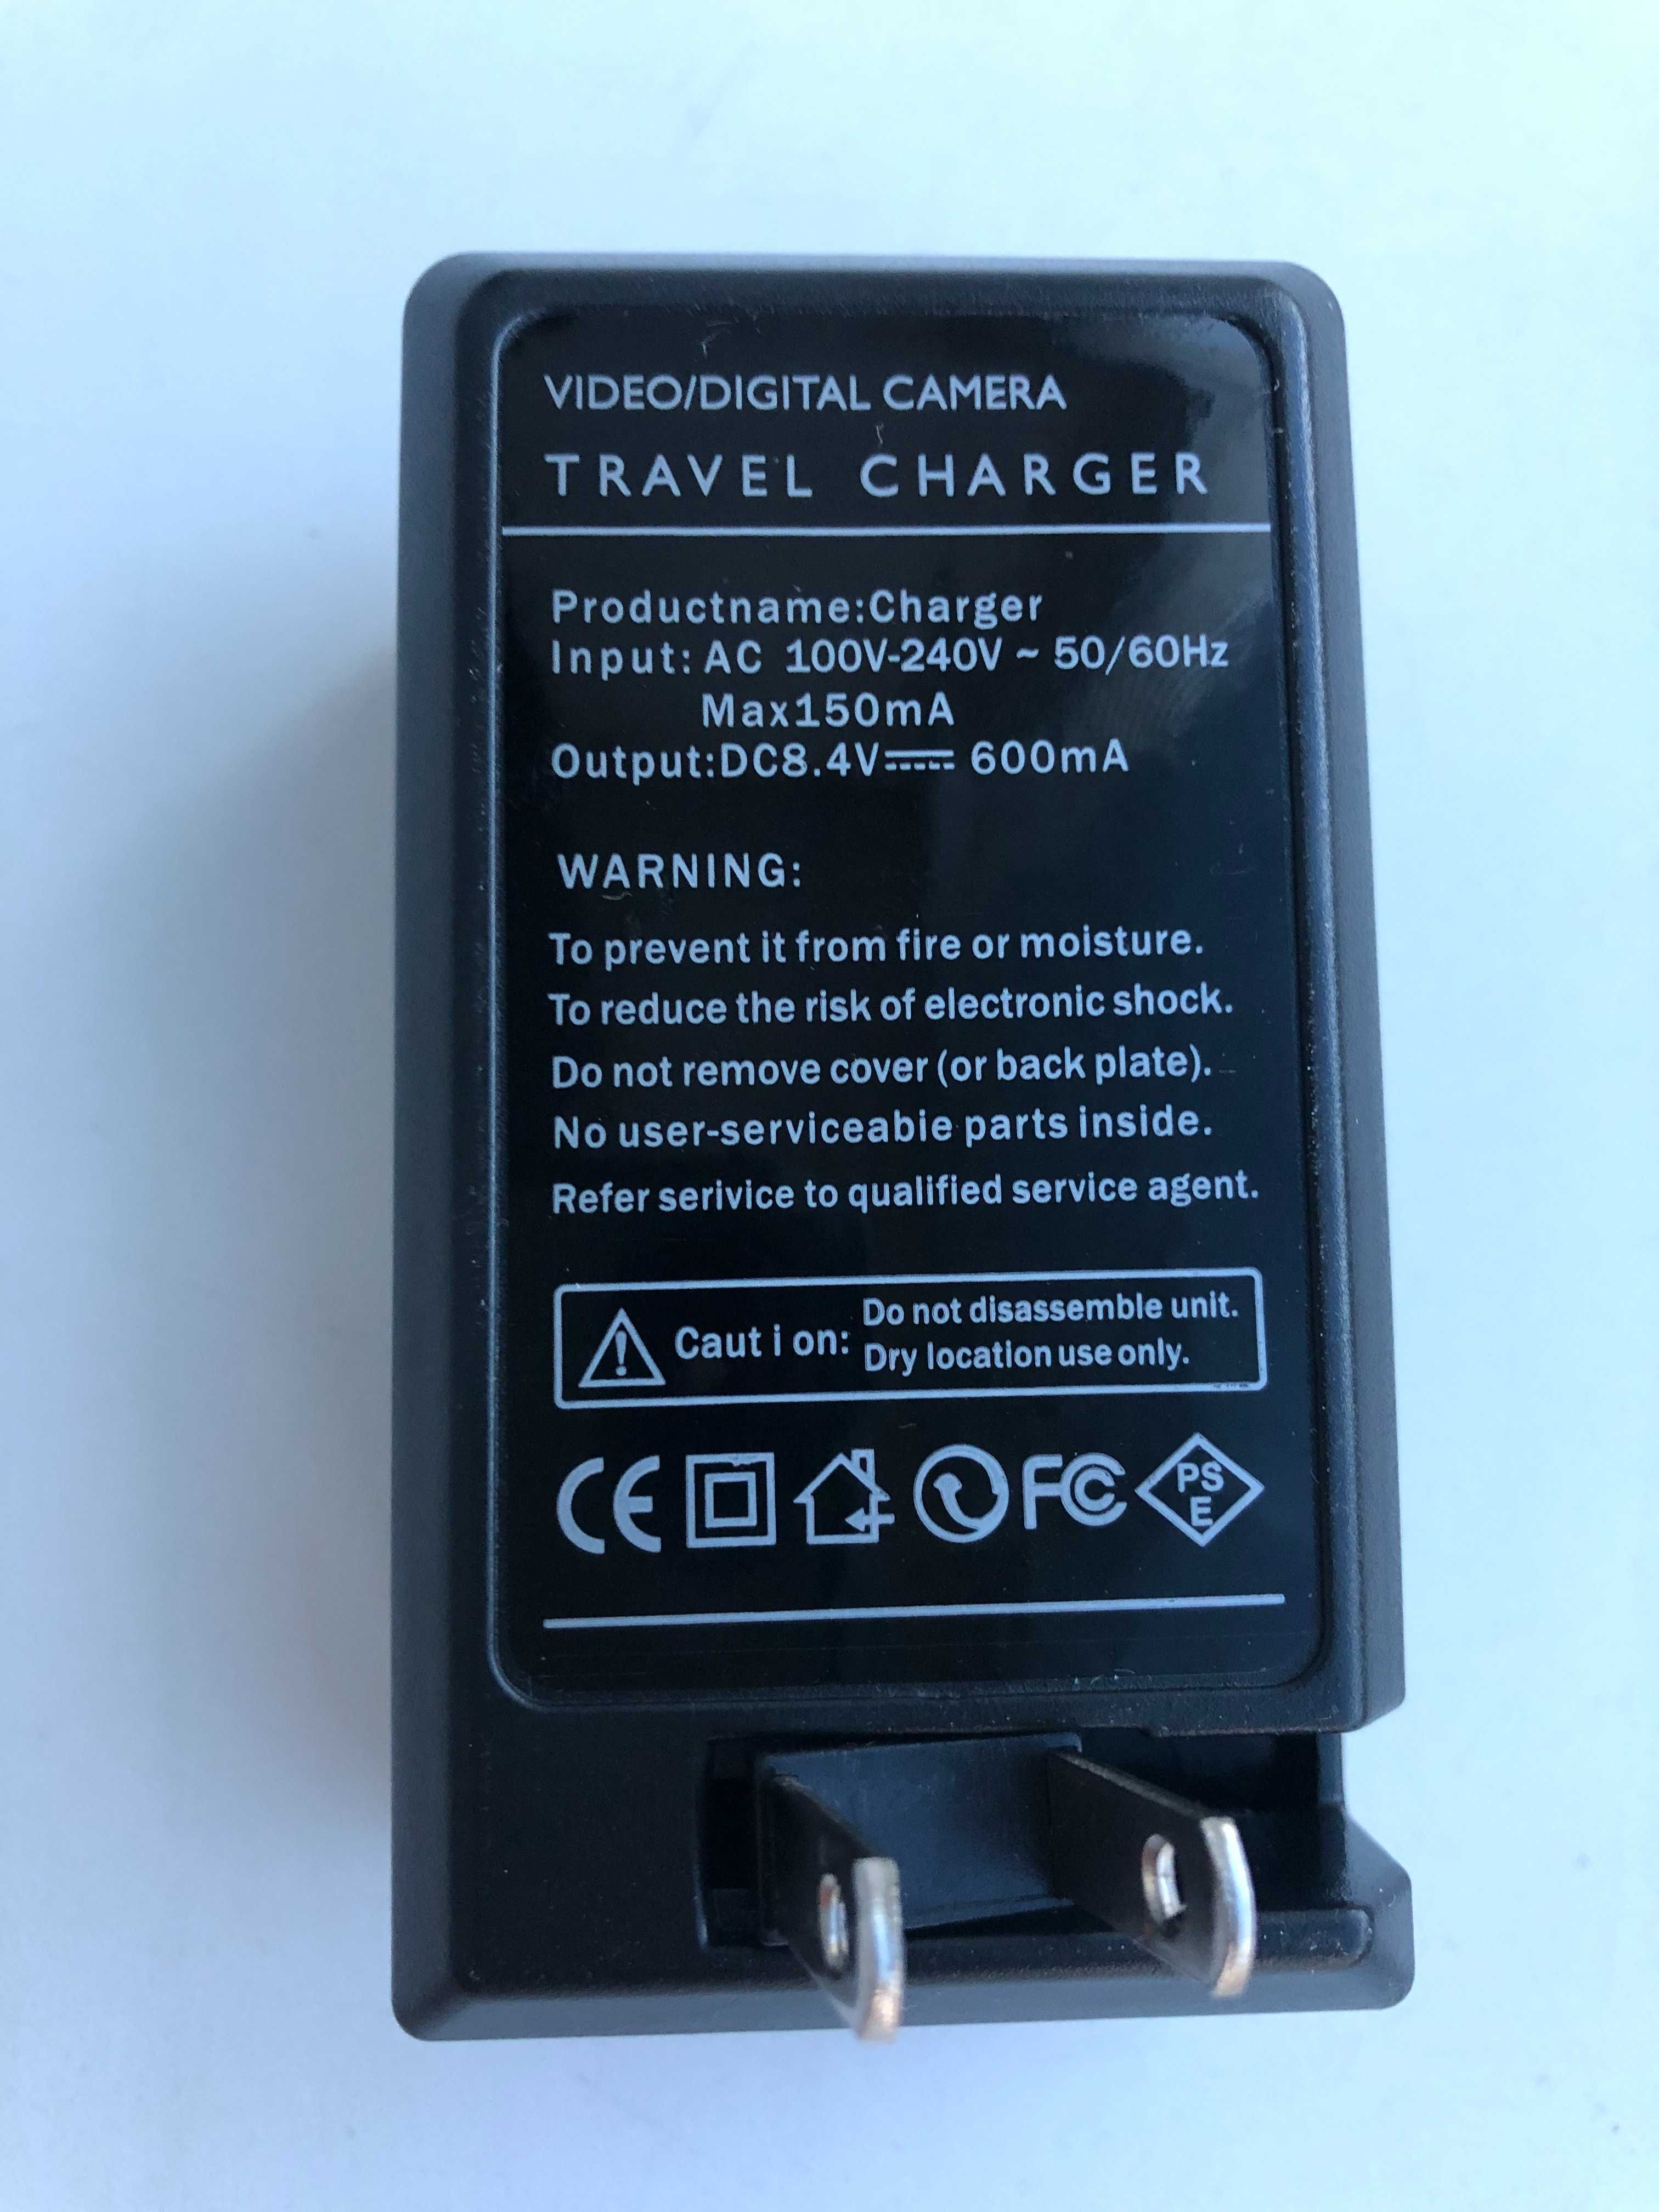 VIDEO/DIGITAL CAMERA
TRAVEL CHARGER
Productname:Charger
Input: AC 100V-240V ~ 50/60Hz
Max150mA
Output:DC8.4V⎓ 600mA
WARNING:
To prevent it from fire or moisture.
To reduce the risk of electronic shock.
Do not remove cover (or back plate).
No user-serviceabie parts inside.
Refer serivice to qualified service agent.
Caution: Do not disassemble unit.
Dry location use only.
CE FC PS
E